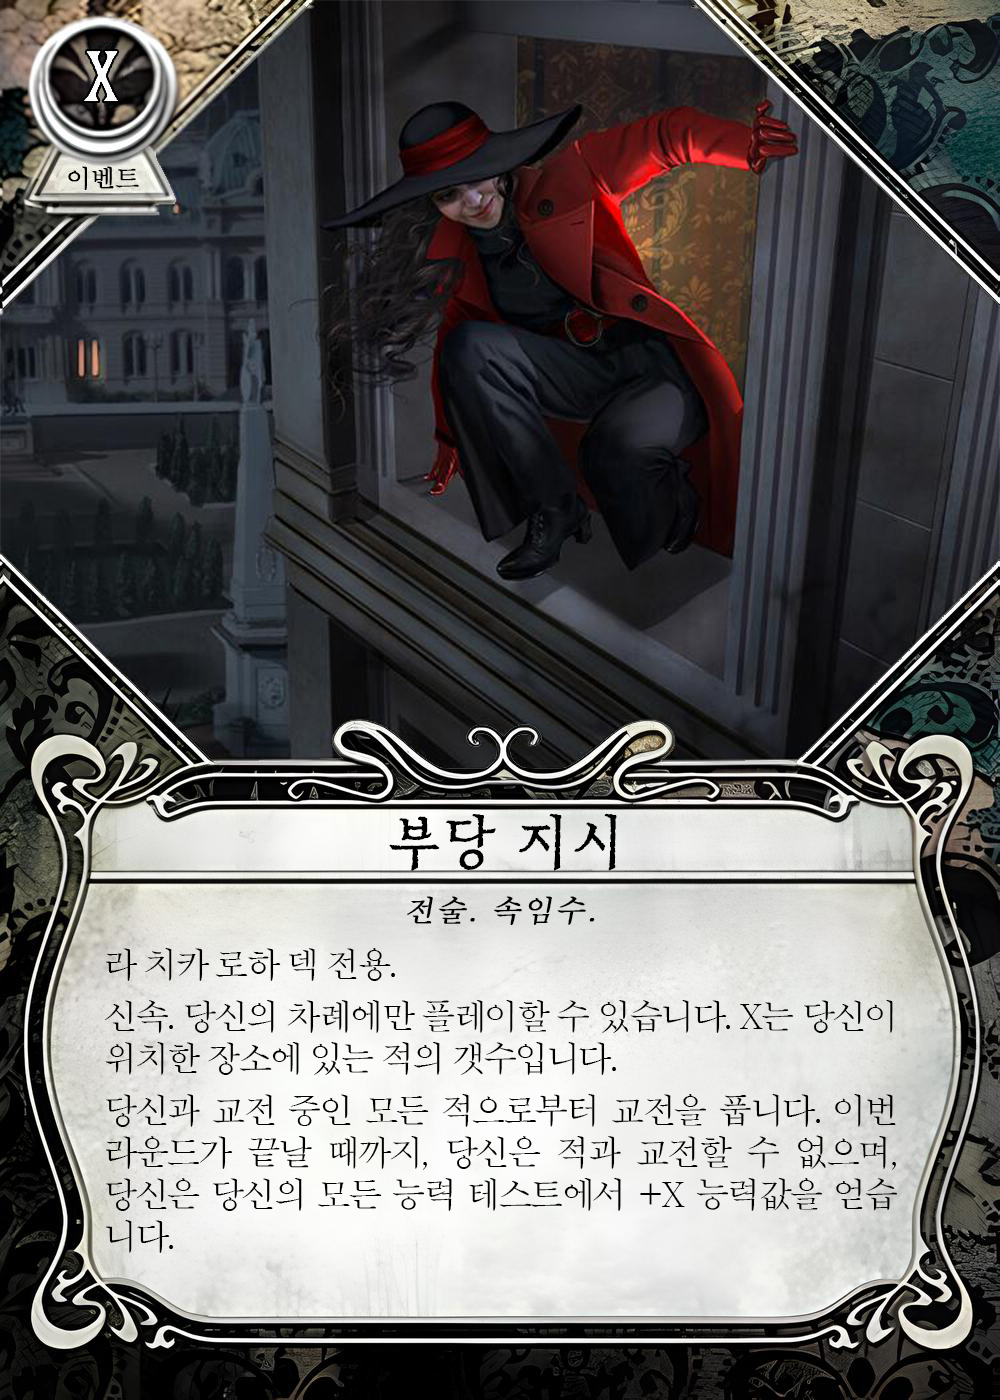 X
이벤트
부당 지시
전술. 속임수.
라 치카 로하 덱 전용.
신속. 당신의 차례에만 플레이할 수 있습니다. X는 당신이
위치한 장소에 있는 적의 갯수입니다.
당신과 교전 중인 모든 적으로부터 교전을 풉니다. 이번
라운드가 끝날 때까지, 당신은 적과 교전할 수 없으며,
당신은 당신의 모든 능력 테스트에서 +X 능력값을 얻습
니다.